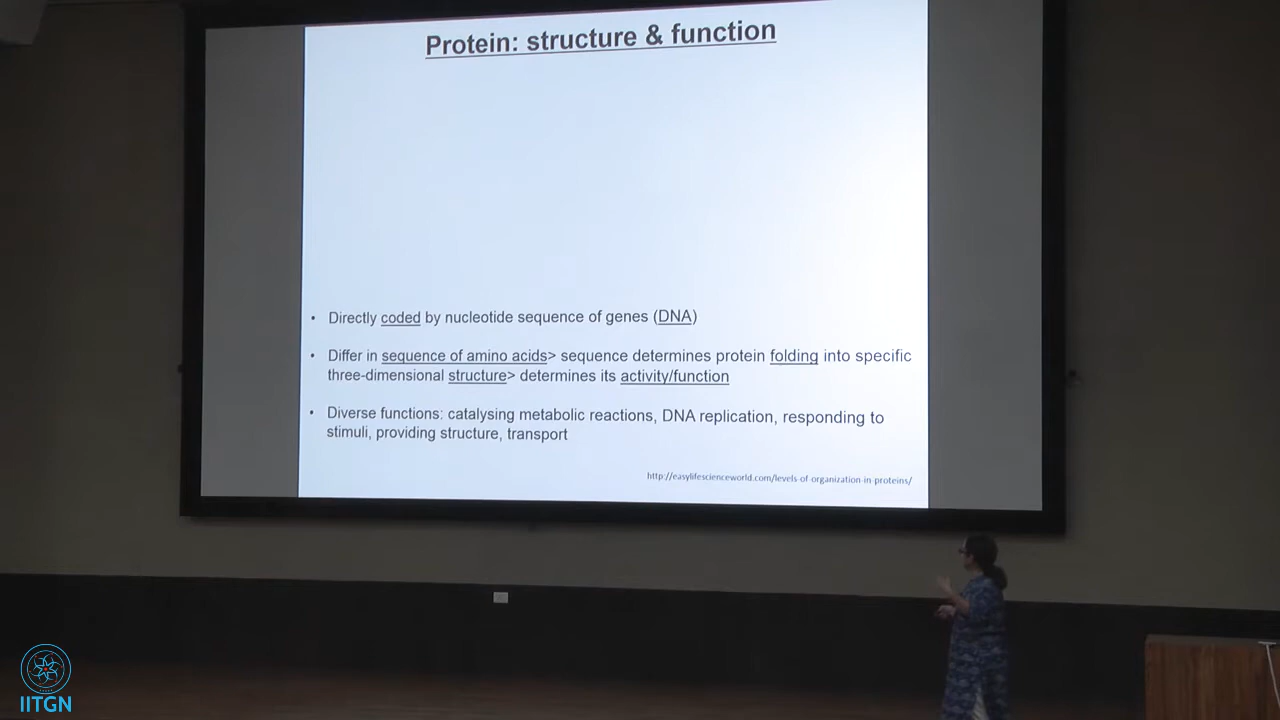 Protein: structure & function
• Directly coded by nucleotide sequence of genes (DNA)
• Differ in sequence of amino acids> sequence determines protein folding into specific
three-dimensional structure> determines its activity/function
• Diverse functions: catalysing metabolic reactions, DNA replication, responding to
stimuli, providing structure, transport
http://easylifescienceworld.com/levels-of-organization-in-proteins/
IITGN